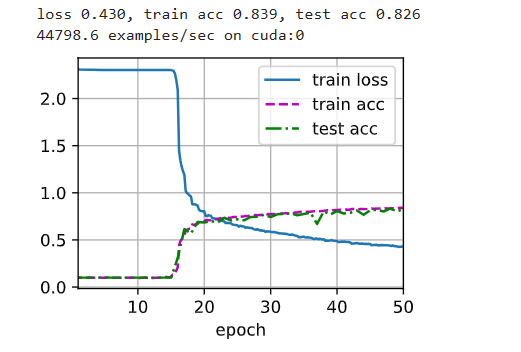 loss 0.430, train acc 0.839, test acc 0.826
44798.6 examples/sec on cuda:0
train loss
train acc
test acc
2.0
1.5
1.0
0.5
0.0
10 20 30 40 50
epoch